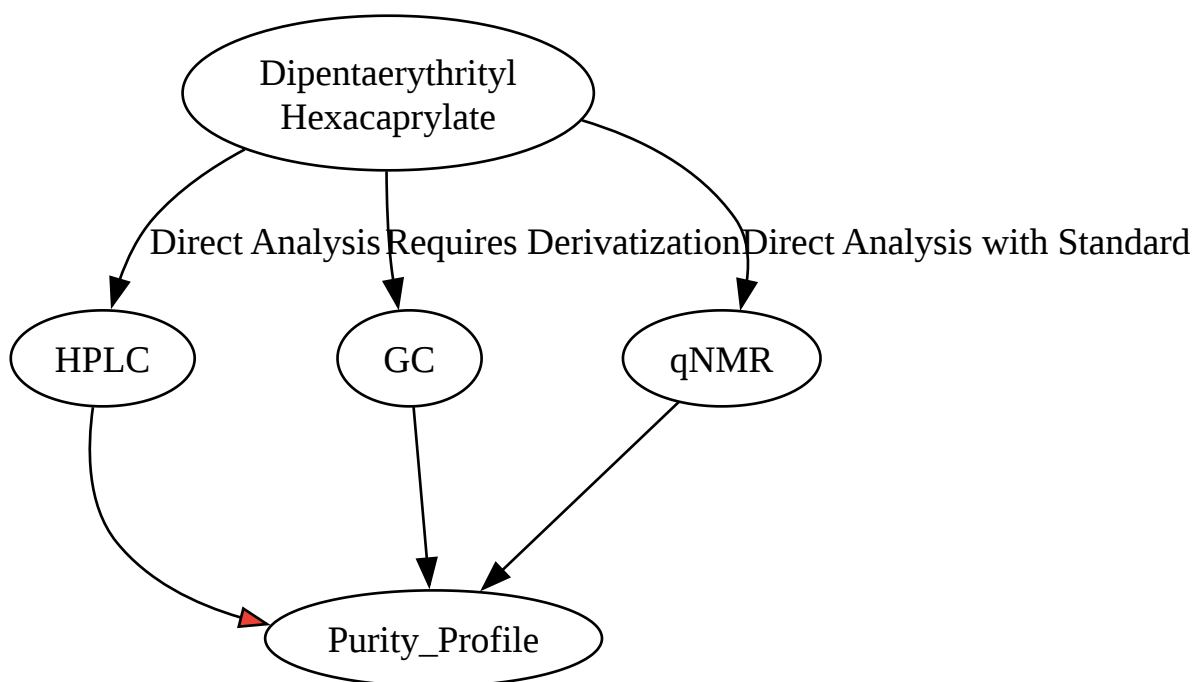 Dipentaerythrityl
Hexacaprylate
Direct Analysis
Requires Derivatization
Direct Analysis with Standard
HPLC
GC
qNMR
Purity_Profile